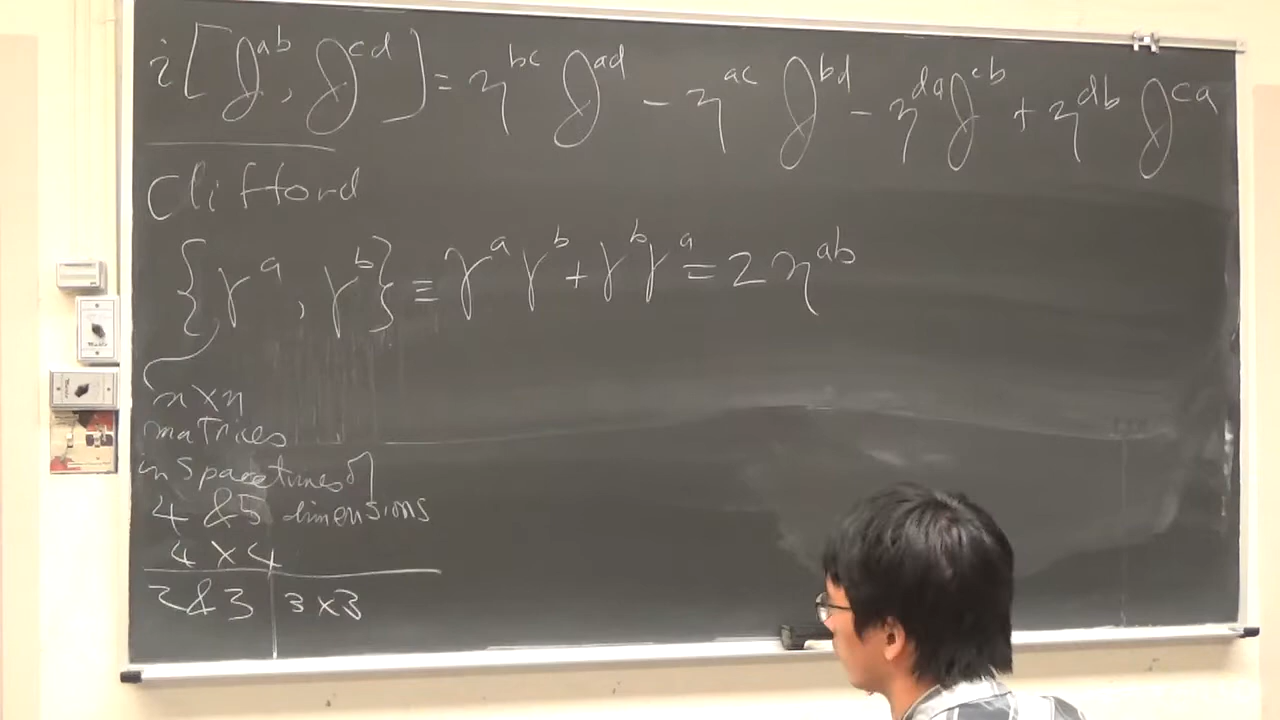 i[J^{ab}, J^{cd}] = η^{bc} J^{ad} - η^{ac} J^{bd} - η^{da} J^{cb} + η^{db} J^{ca}
Clifford
{γ^a, γ^b} ≡ γ^a γ^b + γ^b γ^a = 2η^{ab}
n×n
matrices
in spacetimes of
4 & 5 dimensions
4 × 4
2 & 3 | 3 × 3